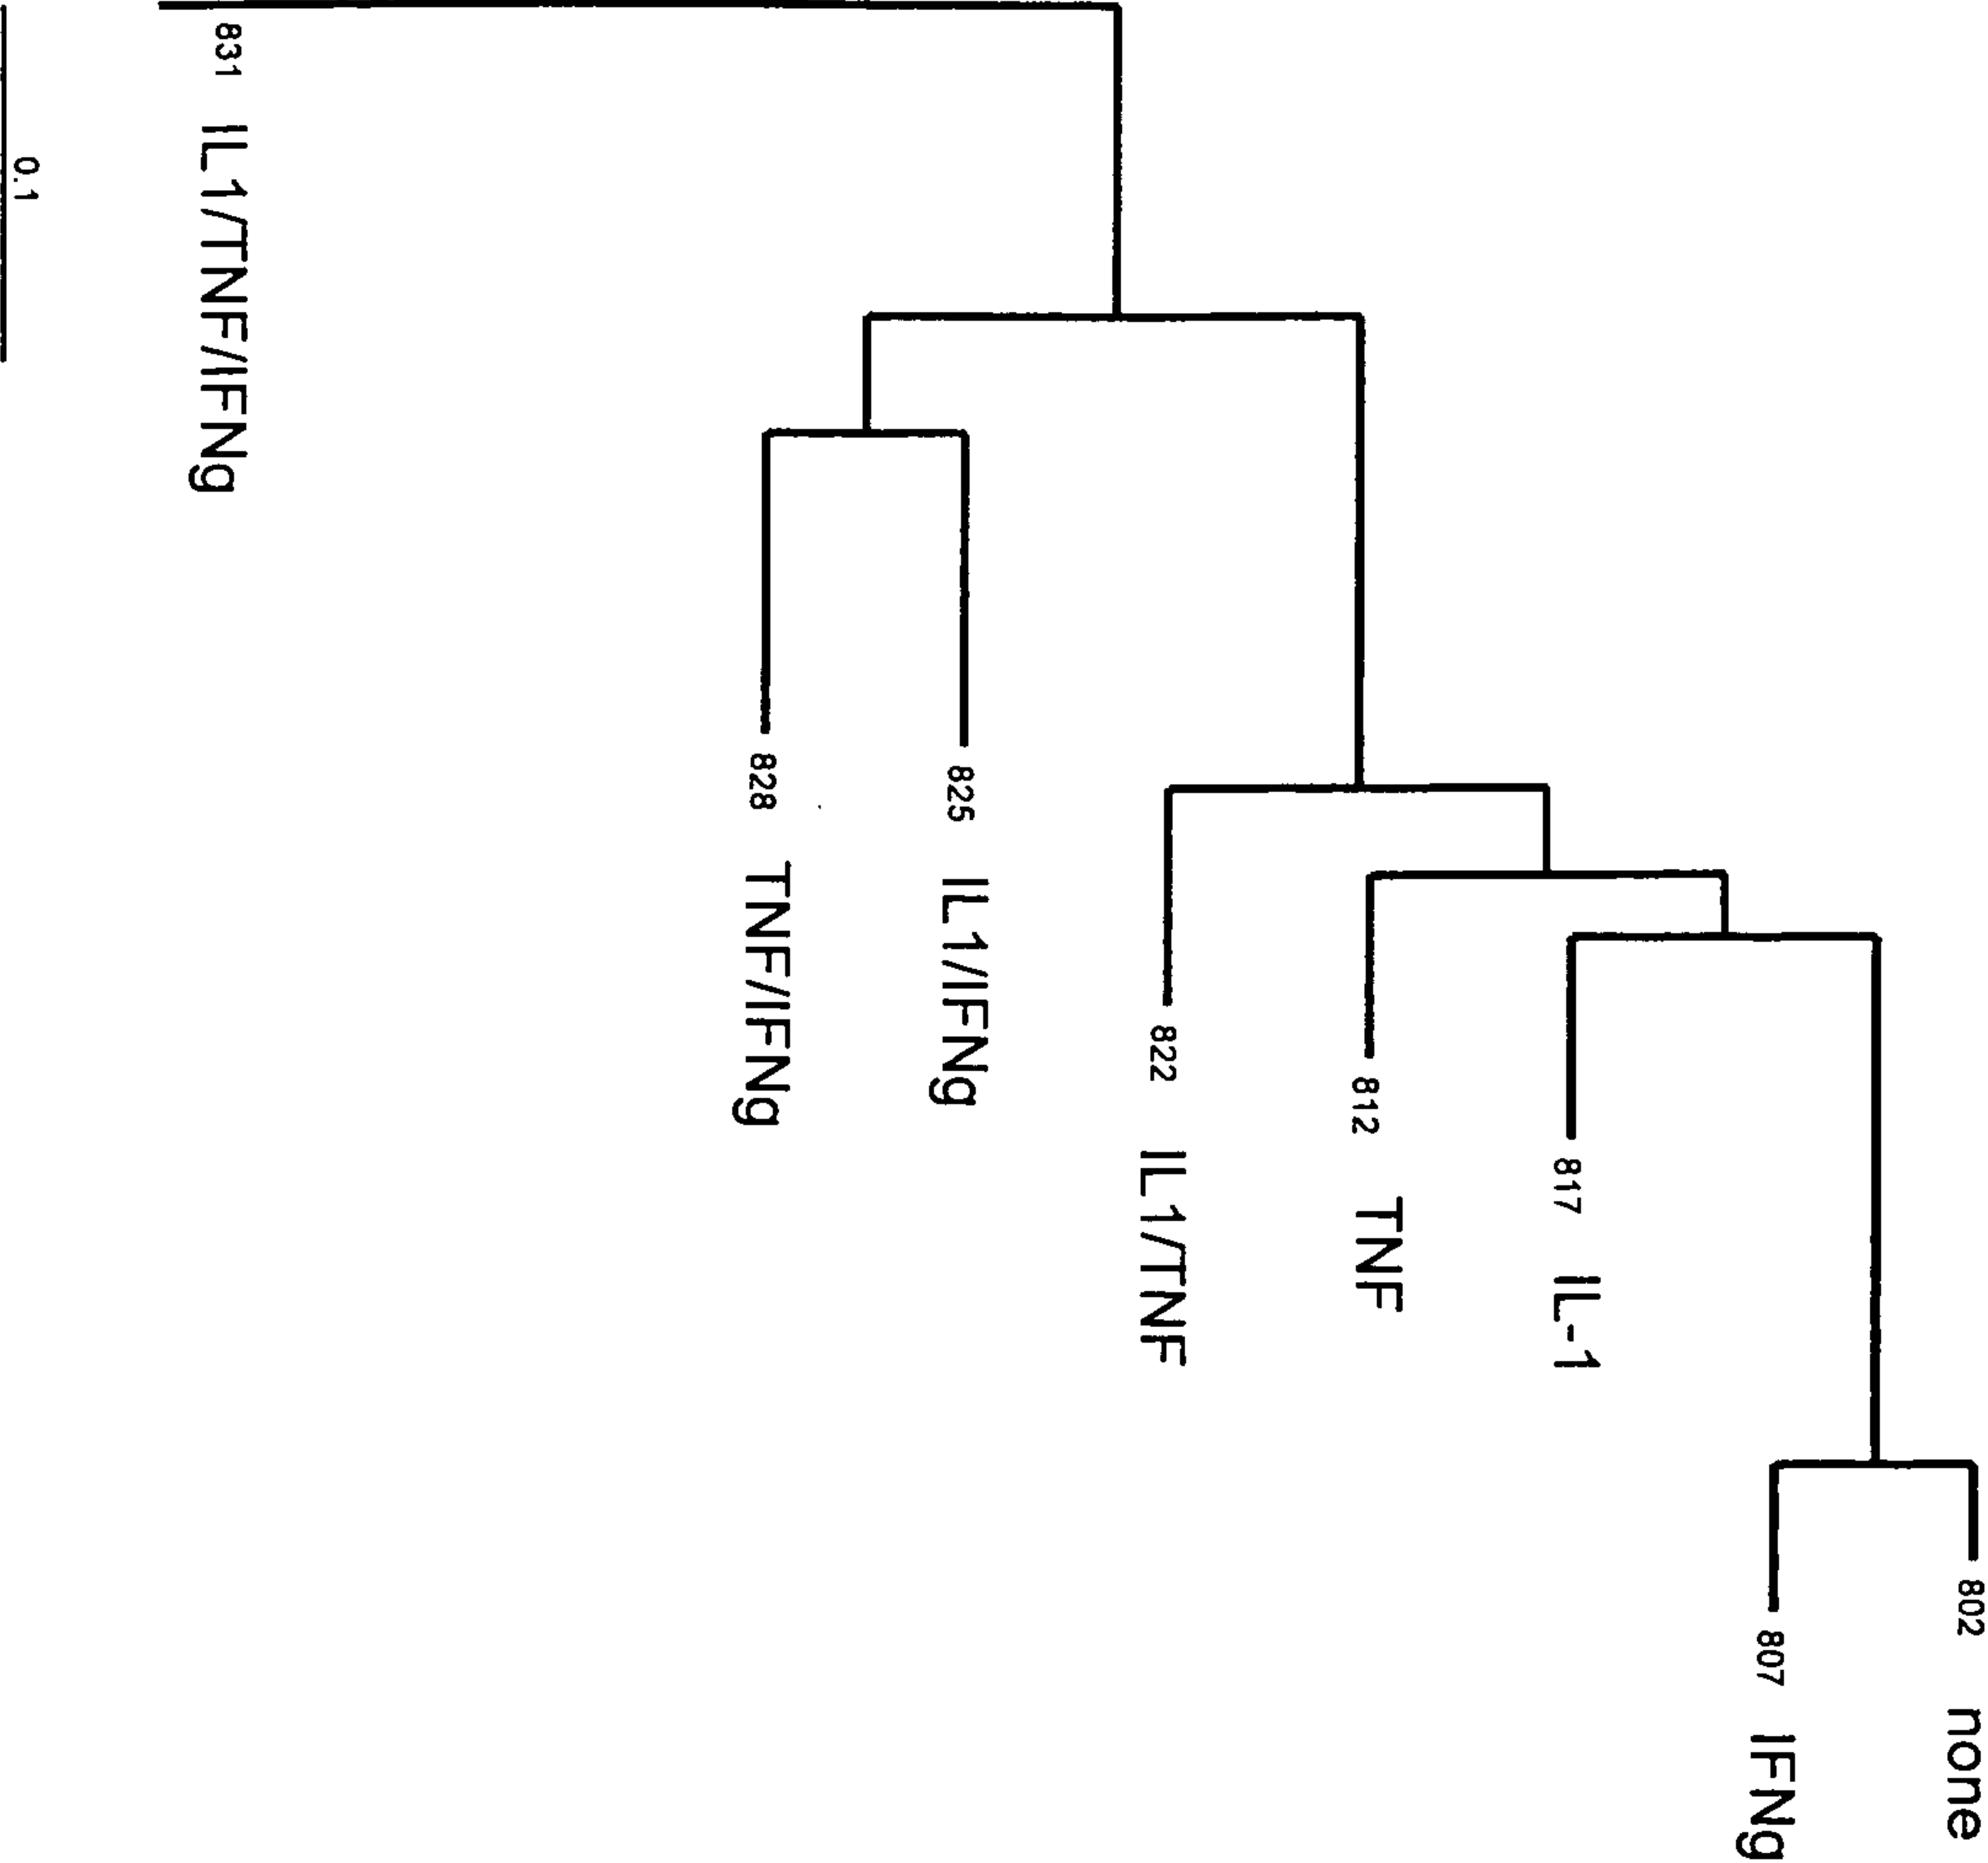 802 none
807 IFNg
817 IL-1
812 TNF
822 IL1/TNF
825 IL1/IFNg
828 TNF/IFNg
831 IL1/TNF/IFNg
0.1